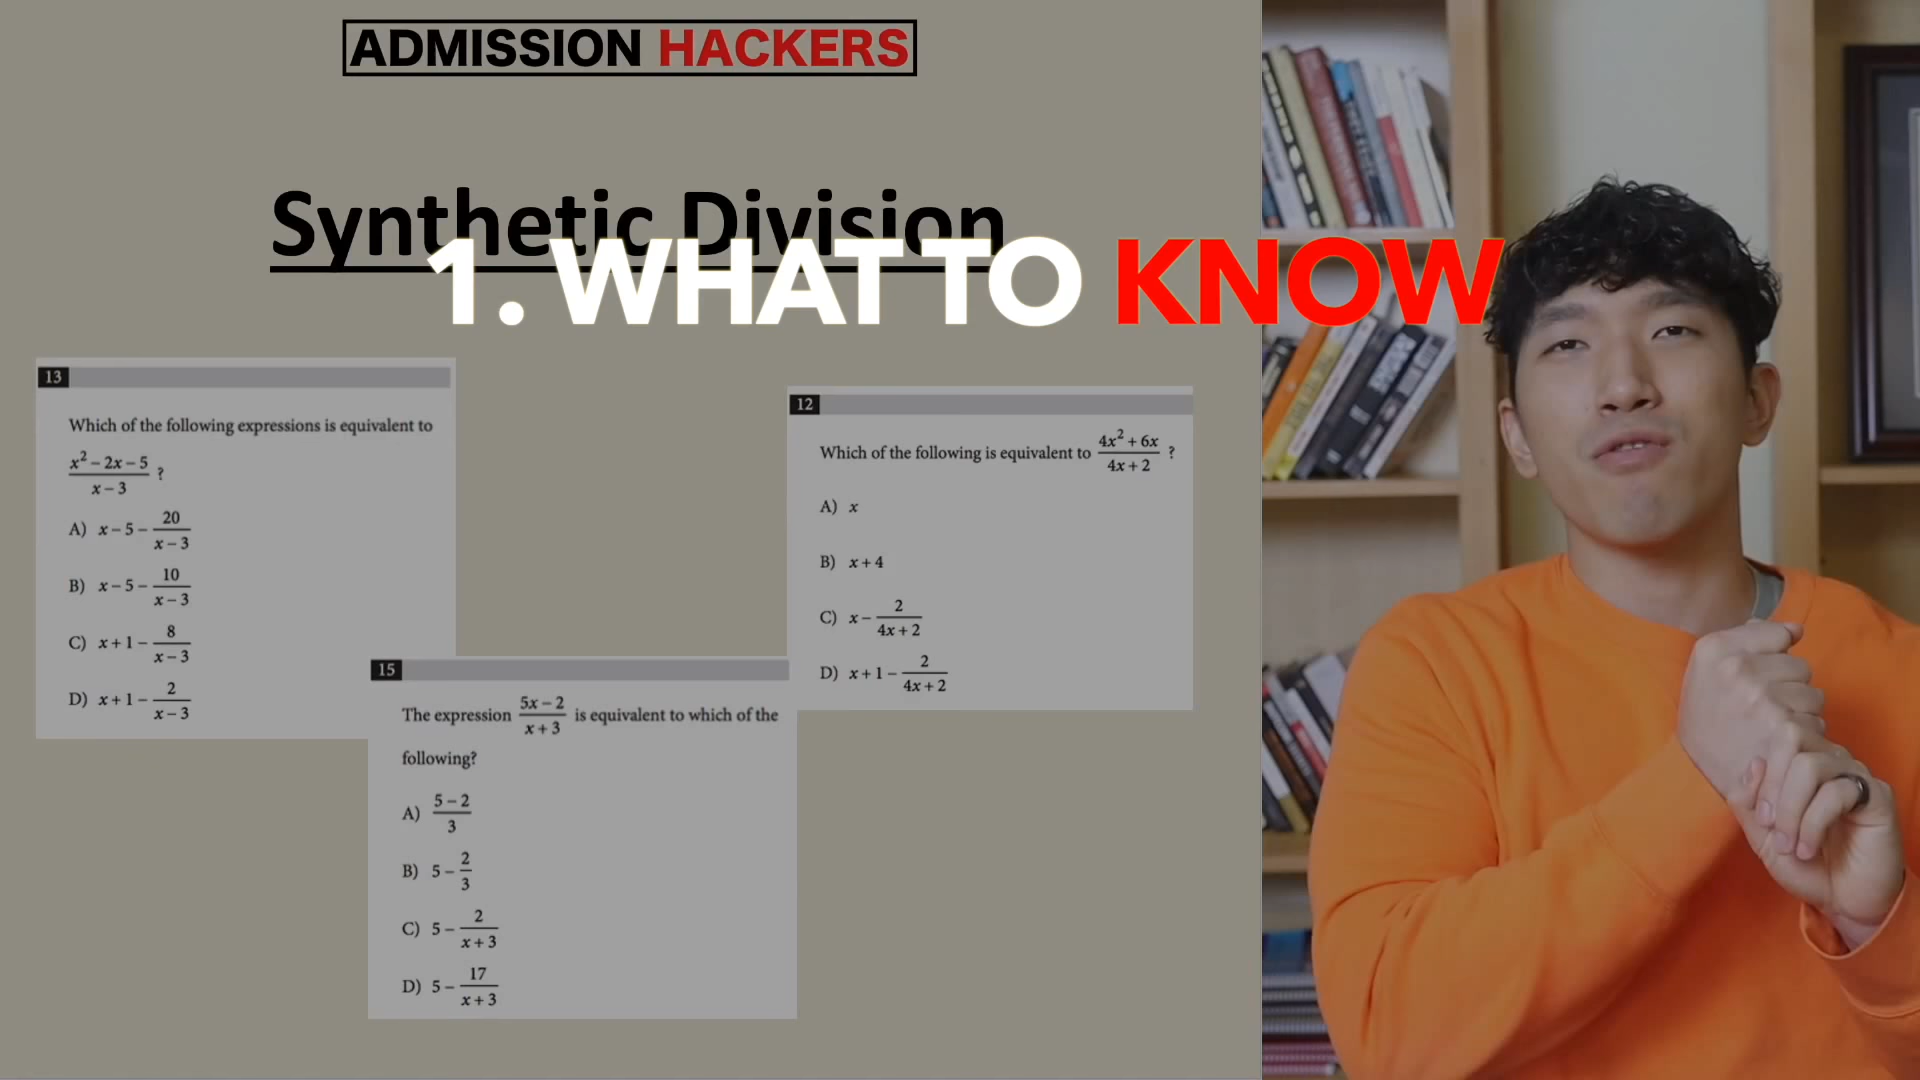 ADMISSION HACKERS
Synthetic Division
1. WHAT TO KNOW
13
Which of the following expressions is equivalent to
x² − 2x − 5
x − 3
?
A) x − 5 − 20
x − 3
B) x − 5 − 10
x − 3
C) x + 1 − 8
x − 3
D) x + 1 − 2
x − 3
15
The expression 5x − 2
x + 3
is equivalent to which of the
following?
A) 5 − 2
3
B) 5 − 2
3
C) 5 − 2
x + 3
D) 5 − 17
x + 3
12
Which of the following is equivalent to 4x² + 6x
4x + 2
?
A) x
B) x + 4
C) x − 2
4x + 2
D) x + 1 − 2
4x + 2